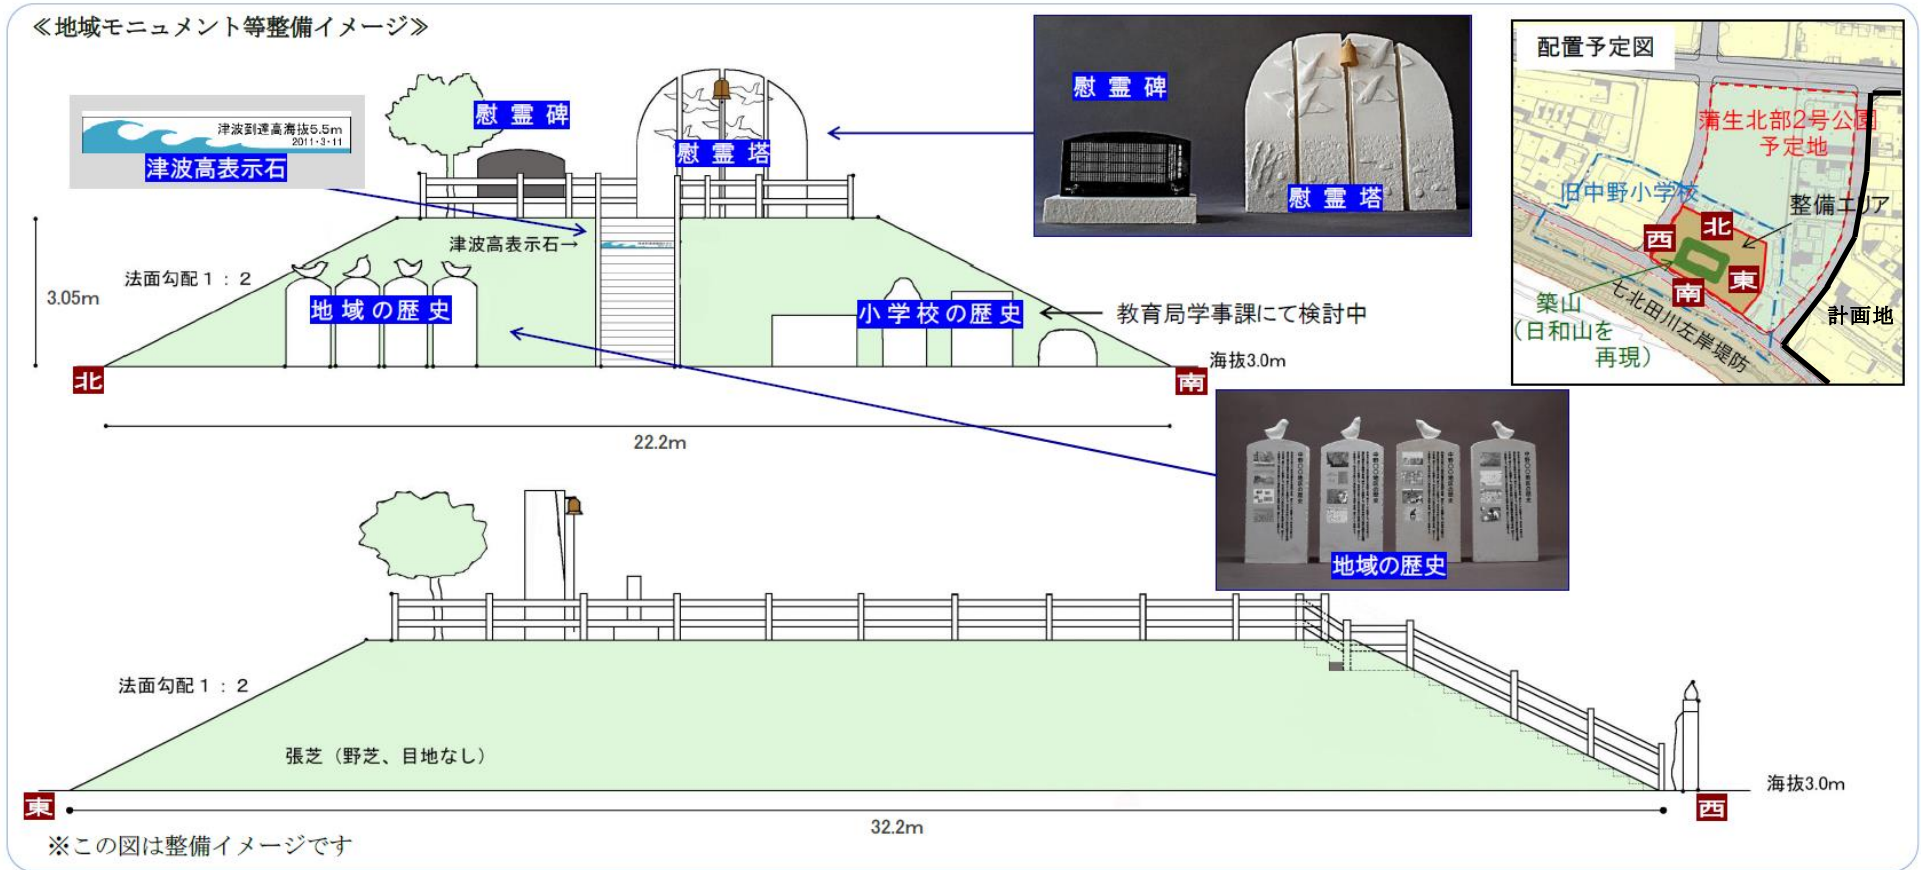 ≪地域モニュメント等整備イメージ≫
津波到達高海抜5.5m
2011・3・11
津波高表示石
慰霊碑
慰霊塔
津波高表示石→
法面勾配1：2
3.05m
地域の歴史
小学校の歴史
教育局学事課にて検討中
海抜3.0m
北
南
22.2m
慰霊碑
慰霊塔
配置予定図
蒲生北部2号公園
予定地
旧中野小学校
整備エリア
西
北
東
南
築山
（日和山を
再現）
七北田川左岸堤防
計画地
地域の歴史
法面勾配1：2
張芝（野芝、目地なし）
海抜3.0m
東
西
32.2m
※この図は整備イメージです